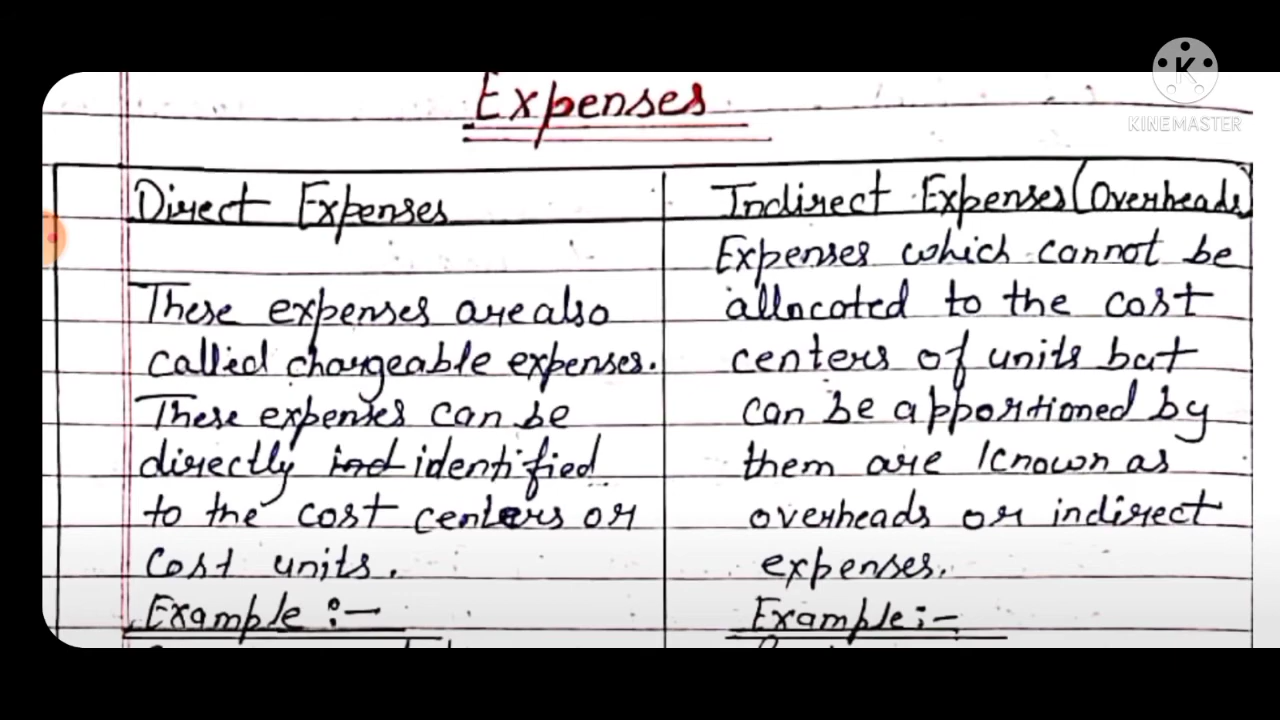 KINEMASTER
Expenses
Direct Expenses
These expenses are also
called chargeable expenses.
These expenses can be
directly ind identified
to the cost centers or
cost units.
Example :-
Indirect Expenses (Overheads)
Expenses which cannot be
allocated to the cost
centers of units but
can be apportioned by
them are known as
overheads or indirect
expenses.
Example :-